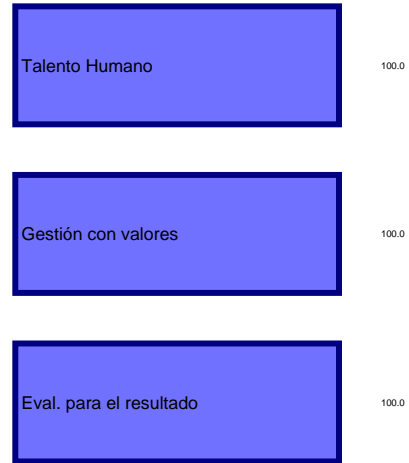 Talento Humano 100.0
Gestión con valores 100.0
Eval. para el resultado 100.0